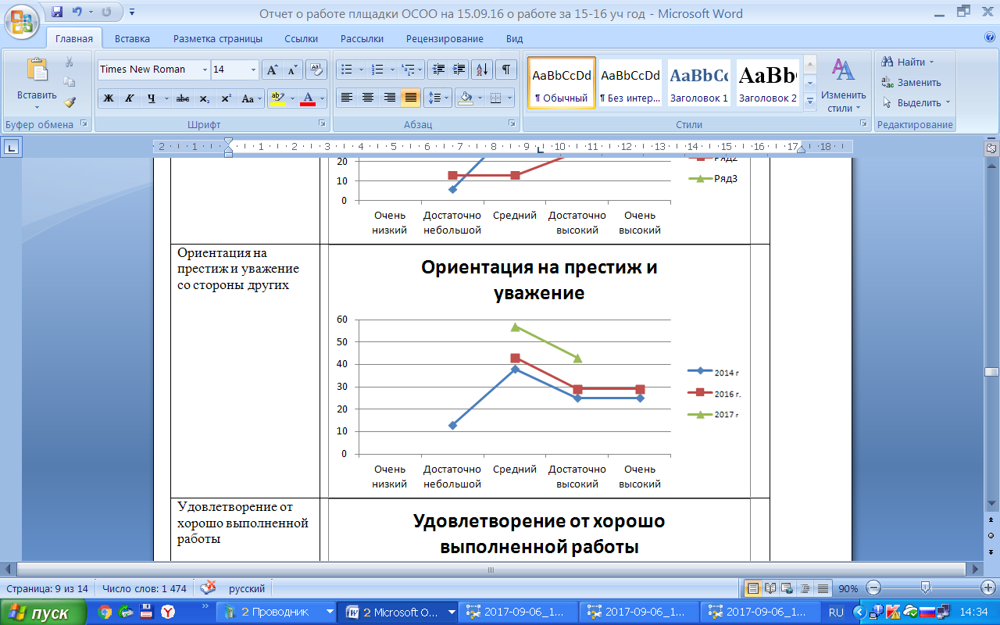 Отчет о работе плщадки ОСОО на 15.09.16 о работе за 15-16 уч год - Microsoft Word
Главная Вставка Разметка страницы Ссылки Рассылки Рецензирование Вид
Times New Roman 14
Вставить
Ж К Ч abc x₂ x² Aa А
AaBbCcDd AaBbCcDd AaBbCc AaBb(
¶ Обычный ¶ Без интер... Заголовок 1 Заголовок 2
Изменить стили
Найти
Заменить
Выделить
Буфер обмена Шрифт Абзац Стили Редактирование
2 1 1 2 3 4 5 6 7 8 9 10 11 12 13 14 15 16 17 18
20
10
0
Очень низкий
Достаточно небольшой
Средний
Достаточно высокий
Очень высокий
Ряд2
Ряд3
Ориентация на
престиж и уважение
со стороны других
Ориентация на престиж и
уважение
60
50
40
30
20
10
0
Очень низкий
Достаточно небольшой
Средний
Достаточно высокий
Очень высокий
2014 г
2016 г.
2017 г
Удовлетворение от
хорошо выполненной
работы
Удовлетворение от хорошо
выполненной работы
Страница: 9 из 14 Число слов: 1 474 русский 90%
пуск 2 Проводник 2 Microsoft O... 2017-09-06_1... 2017-09-06_1... 2017-09-06_1... RU 14:34